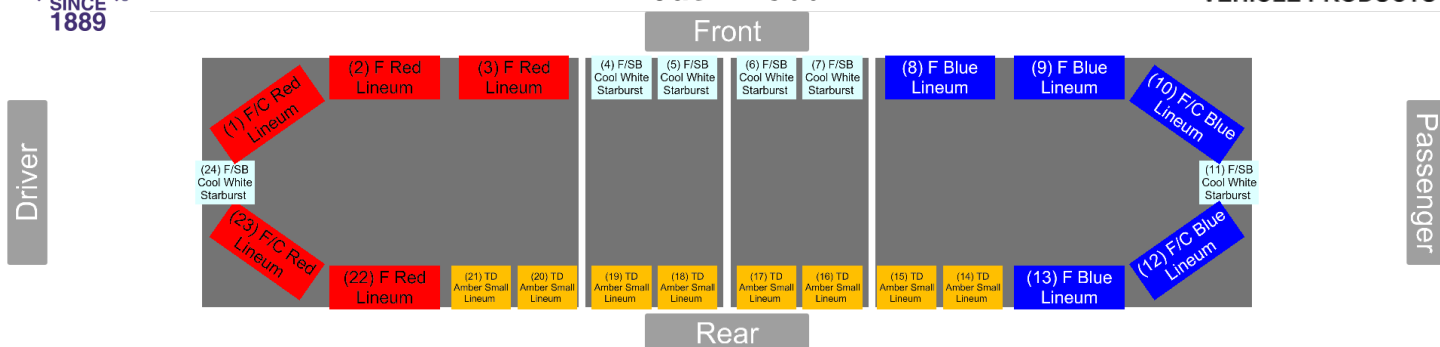 SINCE
1889
VEHICLE PRODUCTS
Front
(2) F Red
Lineum
(3) F Red
Lineum
(4) F/SB
Cool White
Starburst
(5) F/SB
Cool White
Starburst
(6) F/SB
Cool White
Starburst
(7) F/SB
Cool White
Starburst
(8) F Blue
Lineum
(9) F Blue
Lineum
(1) F/C Red
Lineum
(10) F/C Blue
Lineum
Driver
(24) F/SB
Cool White
Starburst
(11) F/SB
Cool White
Starburst
Passenger
(23) F/C Red
Lineum
(12) F/C Blue
Lineum
(22) F Red
Lineum
(21) TD
Amber Small
Lineum
(20) TD
Amber Small
Lineum
(19) TD
Amber Small
Lineum
(18) TD
Amber Small
Lineum
(17) TD
Amber Small
Lineum
(16) TD
Amber Small
Lineum
(15) TD
Amber Small
Lineum
(14) TD
Amber Small
Lineum
(13) F Blue
Lineum
Rear